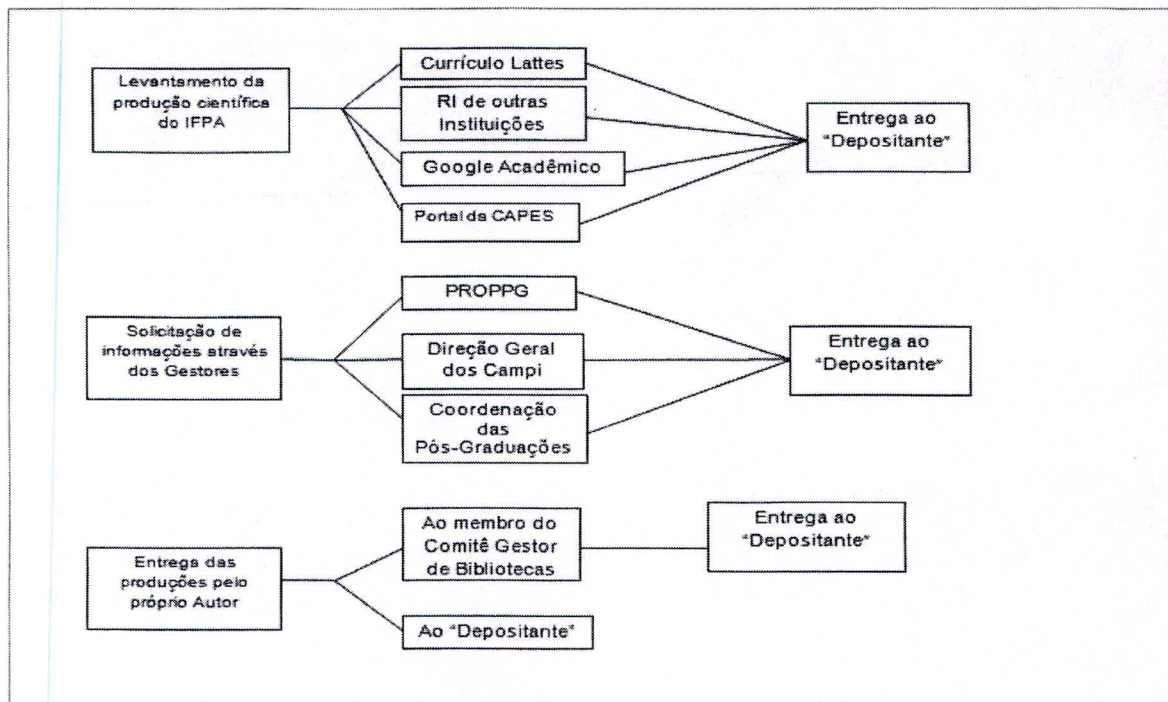 Levantamento da
produção científica
do IFPA
Currículo Lattes
RI de outras
Instituições
Google Acadêmico
Portal da CAPES
Entrega ao
"Depositante"
Solicitação de
informações através
dos Gestores
PROPPG
Direção Geral
dos Campi
Coordenação
das
Pós-Graduações
Entrega ao
"Depositante"
Entrega das
produções pelo
próprio Autor
Ao membro do
Comitê Gestor
de Bibliotecas
Ao "Depositante"
Entrega ao
"Depositante"